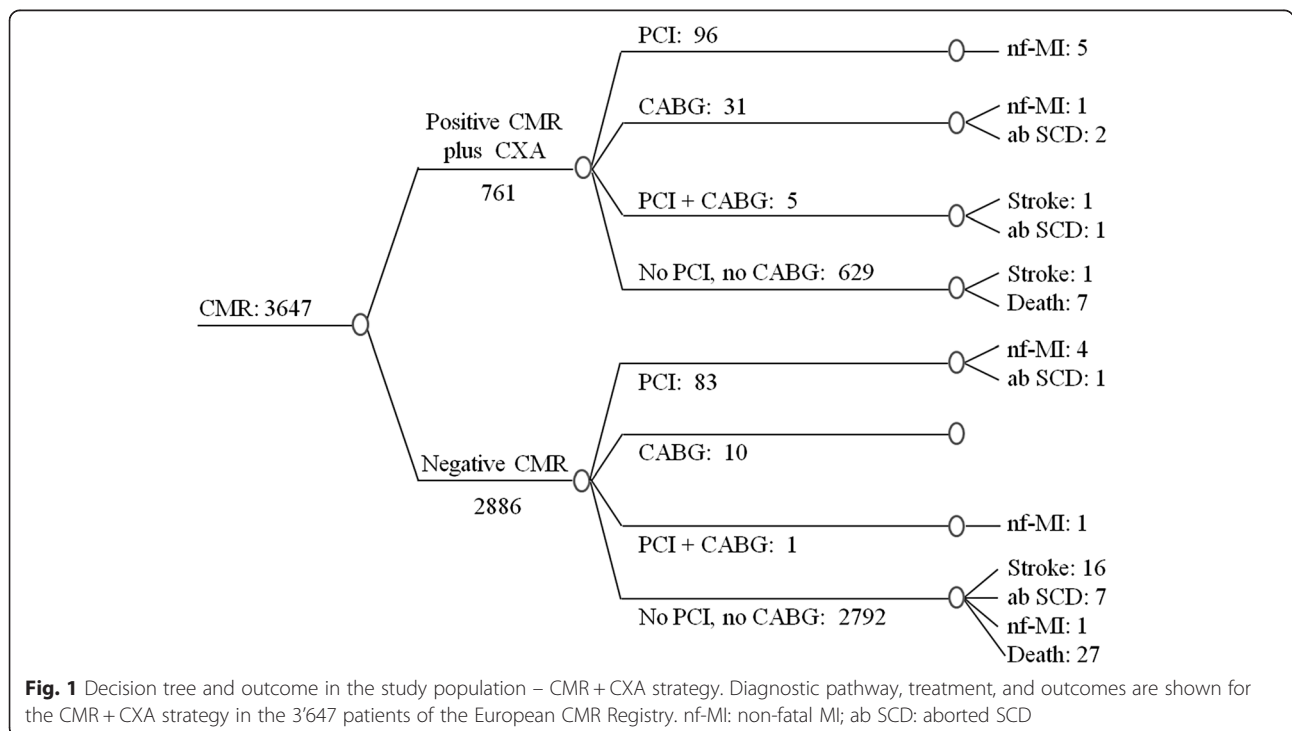 PCI: 96
nf-MI: 5
CABG: 31
nf-MI: 1
ab SCD: 2
Positive CMR
plus CXA
761
PCI + CABG: 5
Stroke: 1
ab SCD: 1
No PCI, no CABG: 629
Stroke: 1
Death: 7
CMR: 3647
PCI: 83
nf-MI: 4
ab SCD: 1
CABG: 10
Negative CMR
2886
PCI + CABG: 1
nf-MI: 1
No PCI, no CABG: 2792
Stroke: 16
ab SCD: 7
nf-MI: 1
Death: 27
Fig. 1 Decision tree and outcome in the study population – CMR + CXA strategy. Diagnostic pathway, treatment, and outcomes are shown for
the CMR + CXA strategy in the 3’647 patients of the European CMR Registry. nf-MI: non-fatal MI; ab SCD: aborted SCD